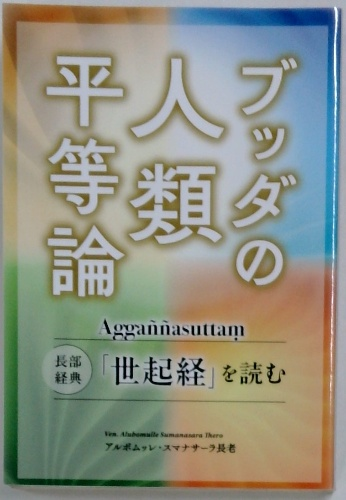 ブッダの
人類
平等論
Aggaññasuttaṃ
長部
経典
「世起経」を読む
Ven. Alubomulle Sumanasara Thero
アルボムッレ・スマナサーラ長老